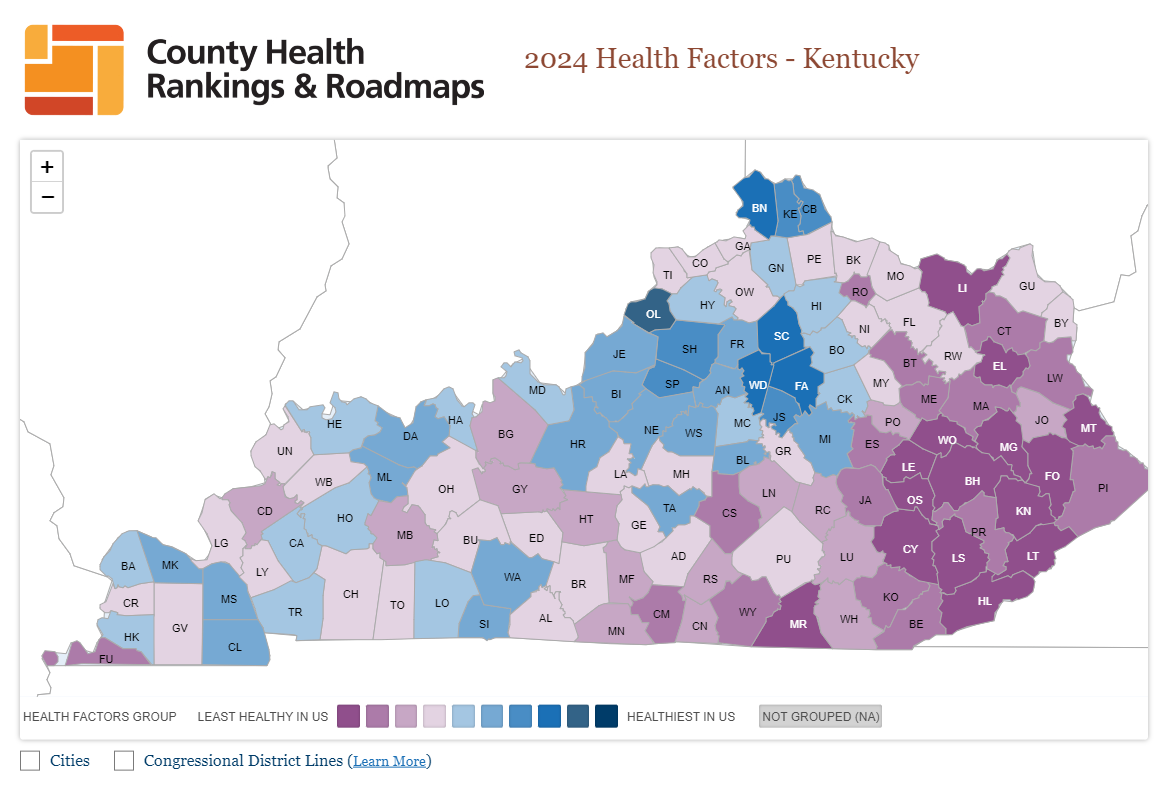 County Health
Rankings & Roadmaps
2024 Health Factors - Kentucky
+
−
BN KE CB
GA
TI CO GN PE BK MO
OW RO LI GU
OL HY HI
NI FL CT BY
JE SH FR SC BO RW
BT EL
BI SP AN WD FA MY LW
MD CK ME MA
HE HA JS JO
DA BG NE WS MC PO MT
HR MI ES WO
UN GR MG
ML LA MH BL LE FO
WB OH GY BH PI
LN JA OS
CD HO HT TA CS RC KN
GE
MB PR
LG CA BU ED CY
AD PU LU LS LT
BA MK LY
WA BR MF RS
MS CH TO LO KO HL
CR TR CM WY
HK GV SI AL MN CN MR WH BE
CL
FU
HEALTH FACTORS GROUP LEAST HEALTHY IN US HEALTHIEST IN US NOT GROUPED (NA)
Cities Congressional District Lines (Learn More)